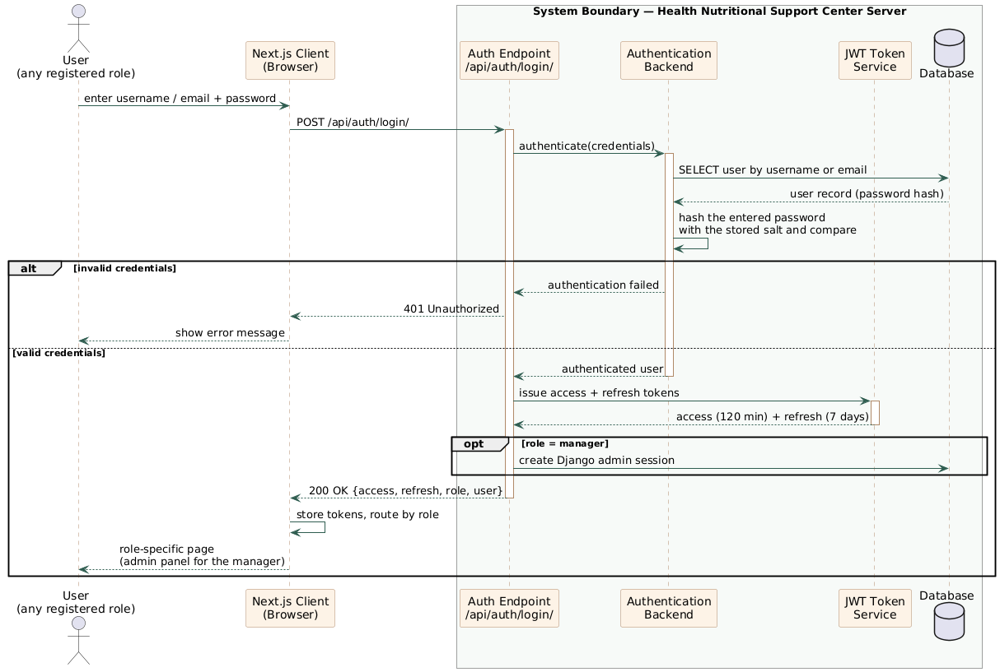 System Boundary — Health Nutritional Support Center Server
User
(any registered role)
Next.js Client
(Browser)
Auth Endpoint
/api/auth/login/
Authentication
Backend
JWT Token
Service
Database
enter username / email + password
POST /api/auth/login/
authenticate(credentials)
SELECT user by username or email
user record (password hash)
hash the entered password
with the stored salt and compare
alt
[invalid credentials]
authentication failed
401 Unauthorized
show error message
[valid credentials]
authenticated user
issue access + refresh tokens
access (120 min) + refresh (7 days)
opt
[role = manager]
create Django admin session
200 OK {access, refresh, role, user}
store tokens, route by role
role-specific page
(admin panel for the manager)
User
(any registered role)
Next.js Client
(Browser)
Auth Endpoint
/api/auth/login/
Authentication
Backend
JWT Token
Service
Database